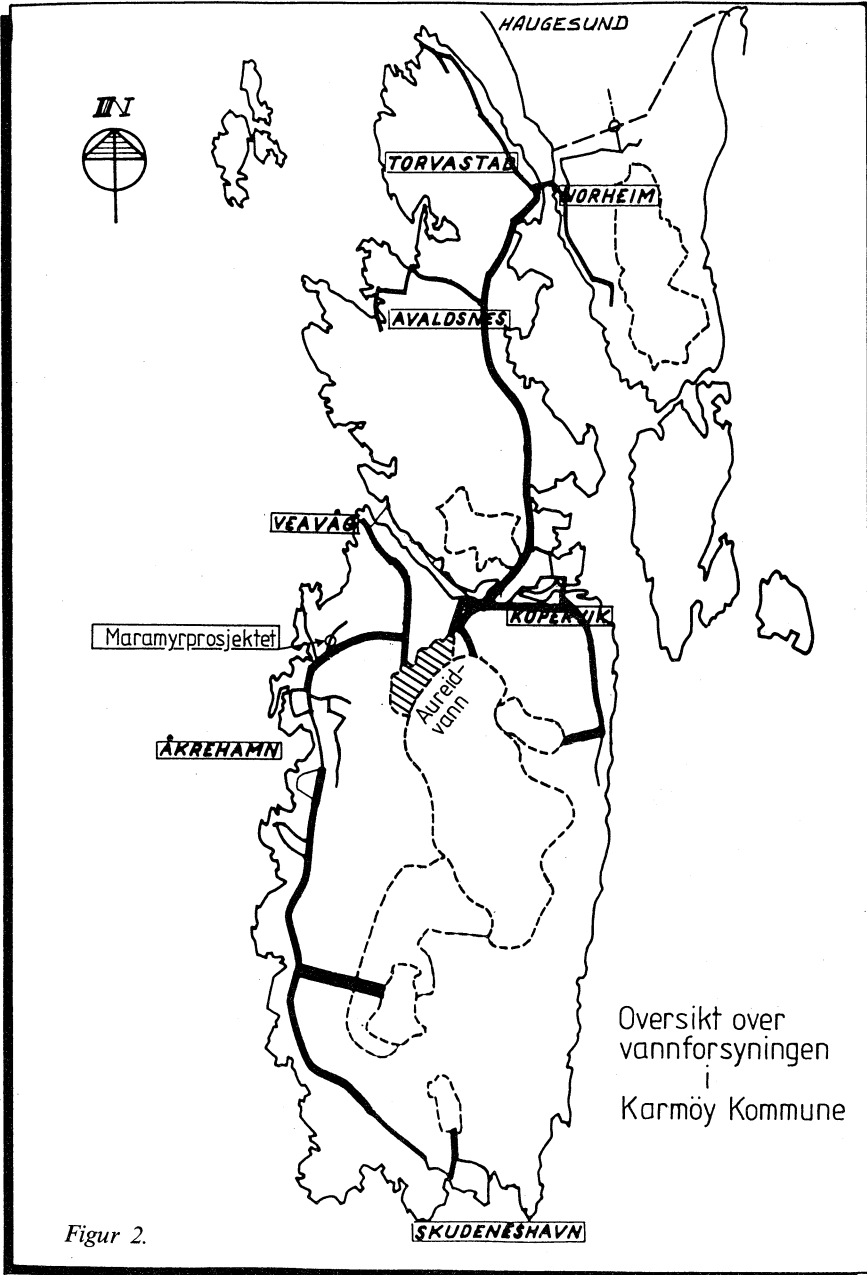 HAUGESUND
N
TORVASTAD
NORHEIM
AVALDSNES
VEAVÅG
KOPERVIK
Maramyrprosjektet
Aureid-
vann
ÅKREHAMN
Oversikt over
vannforsyningen
i
Karmöy Kommune
Figur 2.
SKUDENESHAVN